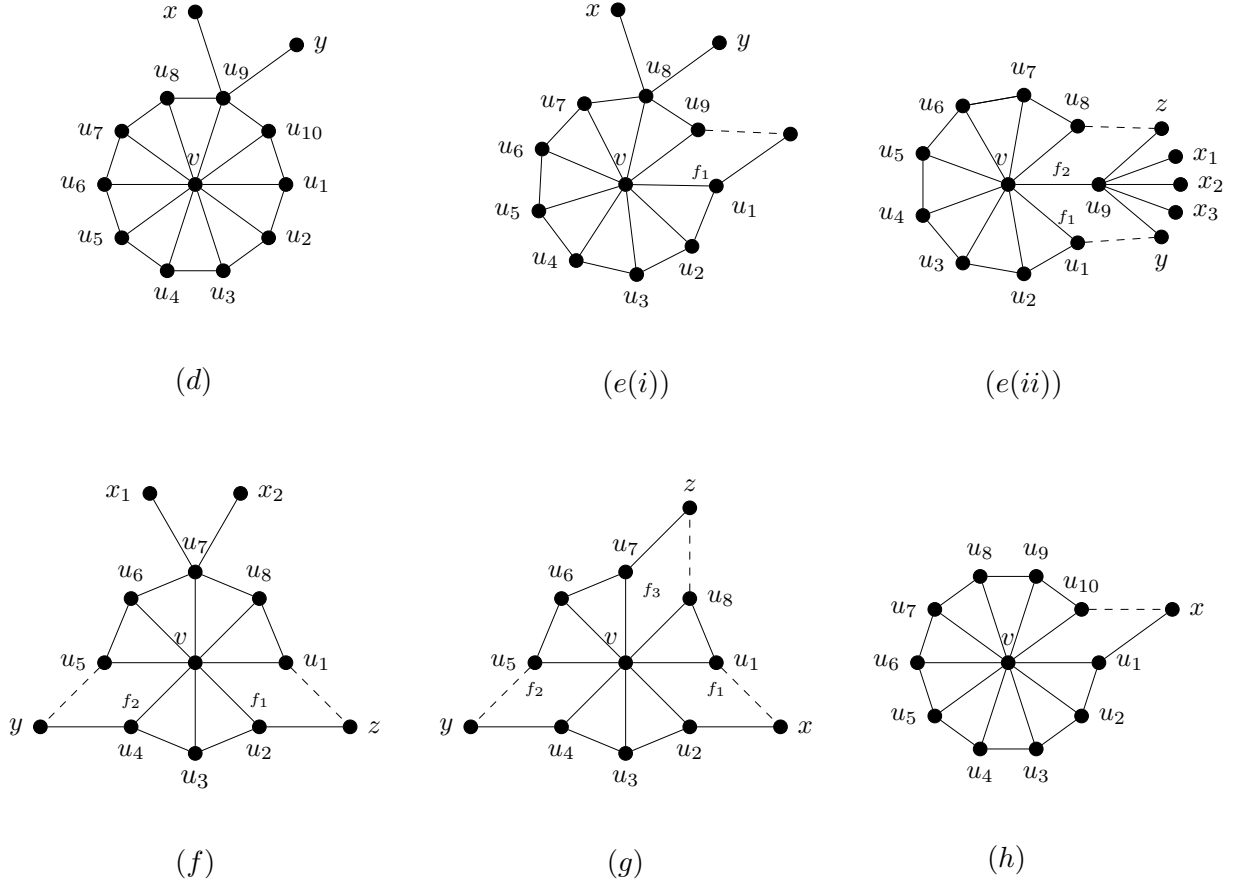 x
y
u8
u9
u7
u10
v
u6
u1
u5
u2
u4
u3
(d)
x
y
u8
u7
u9
u6
v
f1
u5
u1
u4
u2
u3
(e(i))
u7
u6
u8
z
u5
v
f2
x1
x2
u4
u9
x3
f1
u3
u1
y
u2
(e(ii))
x1
x2
u7
u6
u8
v
u5
u1
f2
f1
y
z
u4
u2
u3
(f)
z
u7
u6
f3
u8
v
u5
u1
f2
f1
y
x
u4
u2
u3
(g)
u8
u9
u10
u7
x
v
u6
u1
u5
u2
u4
u3
(h)